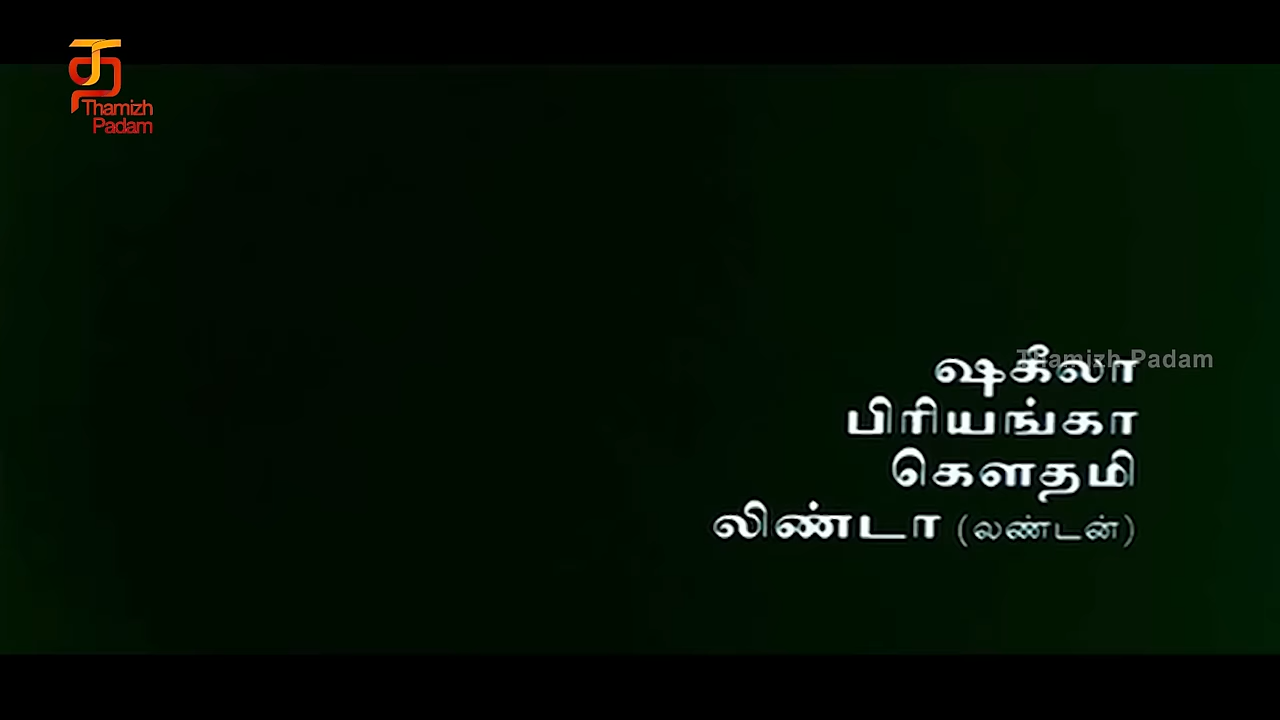 த
Thamizh
Padam
Thamizh Padam
ஷகீலா
பிரியங்கா
கௌதமி
லிண்டா (லண்டன்)